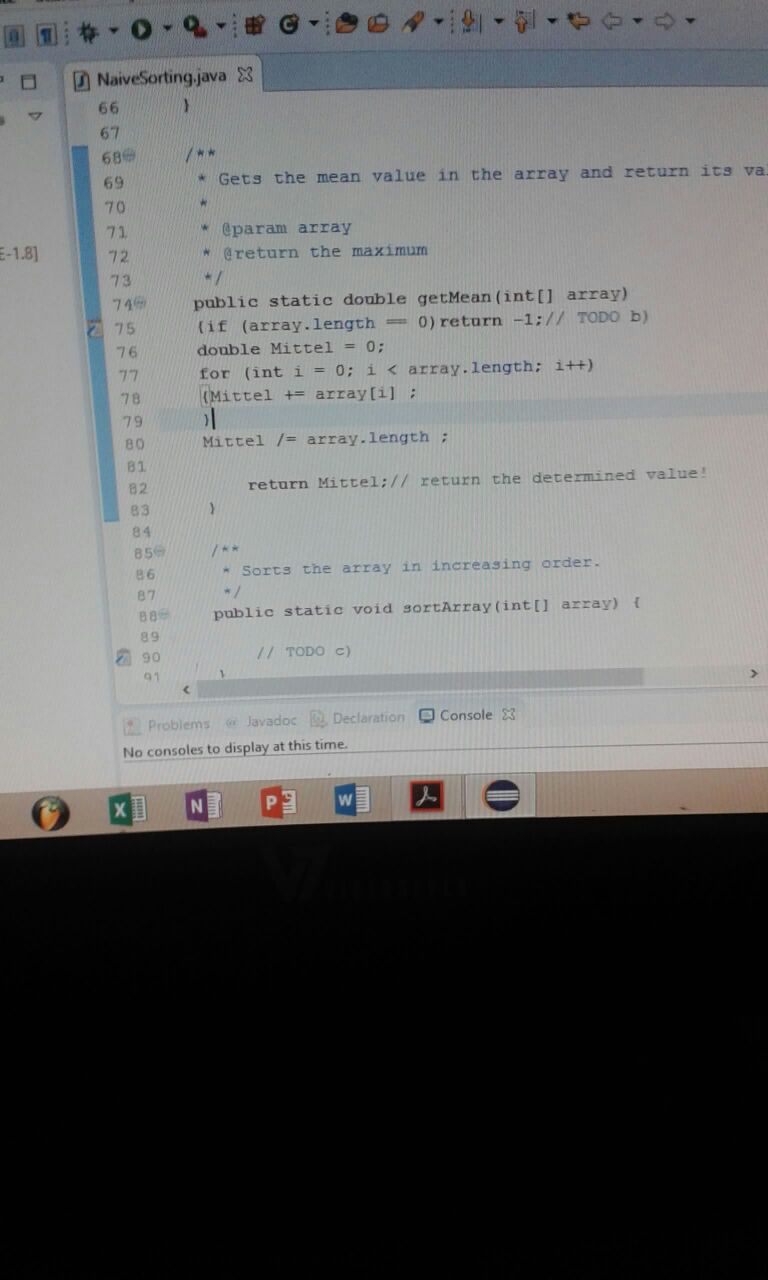 NaiveSorting.java
66 }
67
68 /**
69 * Gets the mean value in the array and return its
70 *
71 * @param array
E-1.8]
72 * @return the maximum
73 */
74 public static double getMean(int[] array)
75 {if (array.length == 0)return -1;// TODO b)
76 double Mittel = 0;
77 for (int i = 0; i < array.length; i++)
78 {Mittel += array[i] ;
79 }
80 Mittel /= array.length ;
81
82 return Mittel;// return the determined value!
83 }
84
85 /**
86 * Sorts the array in increasing order.
87 */
88 public static void sortArray(int[] array) {
89
90 // TODO c)
91 }
Problems @ Javadoc Declaration Console
No consoles to display at this time.
X N P W